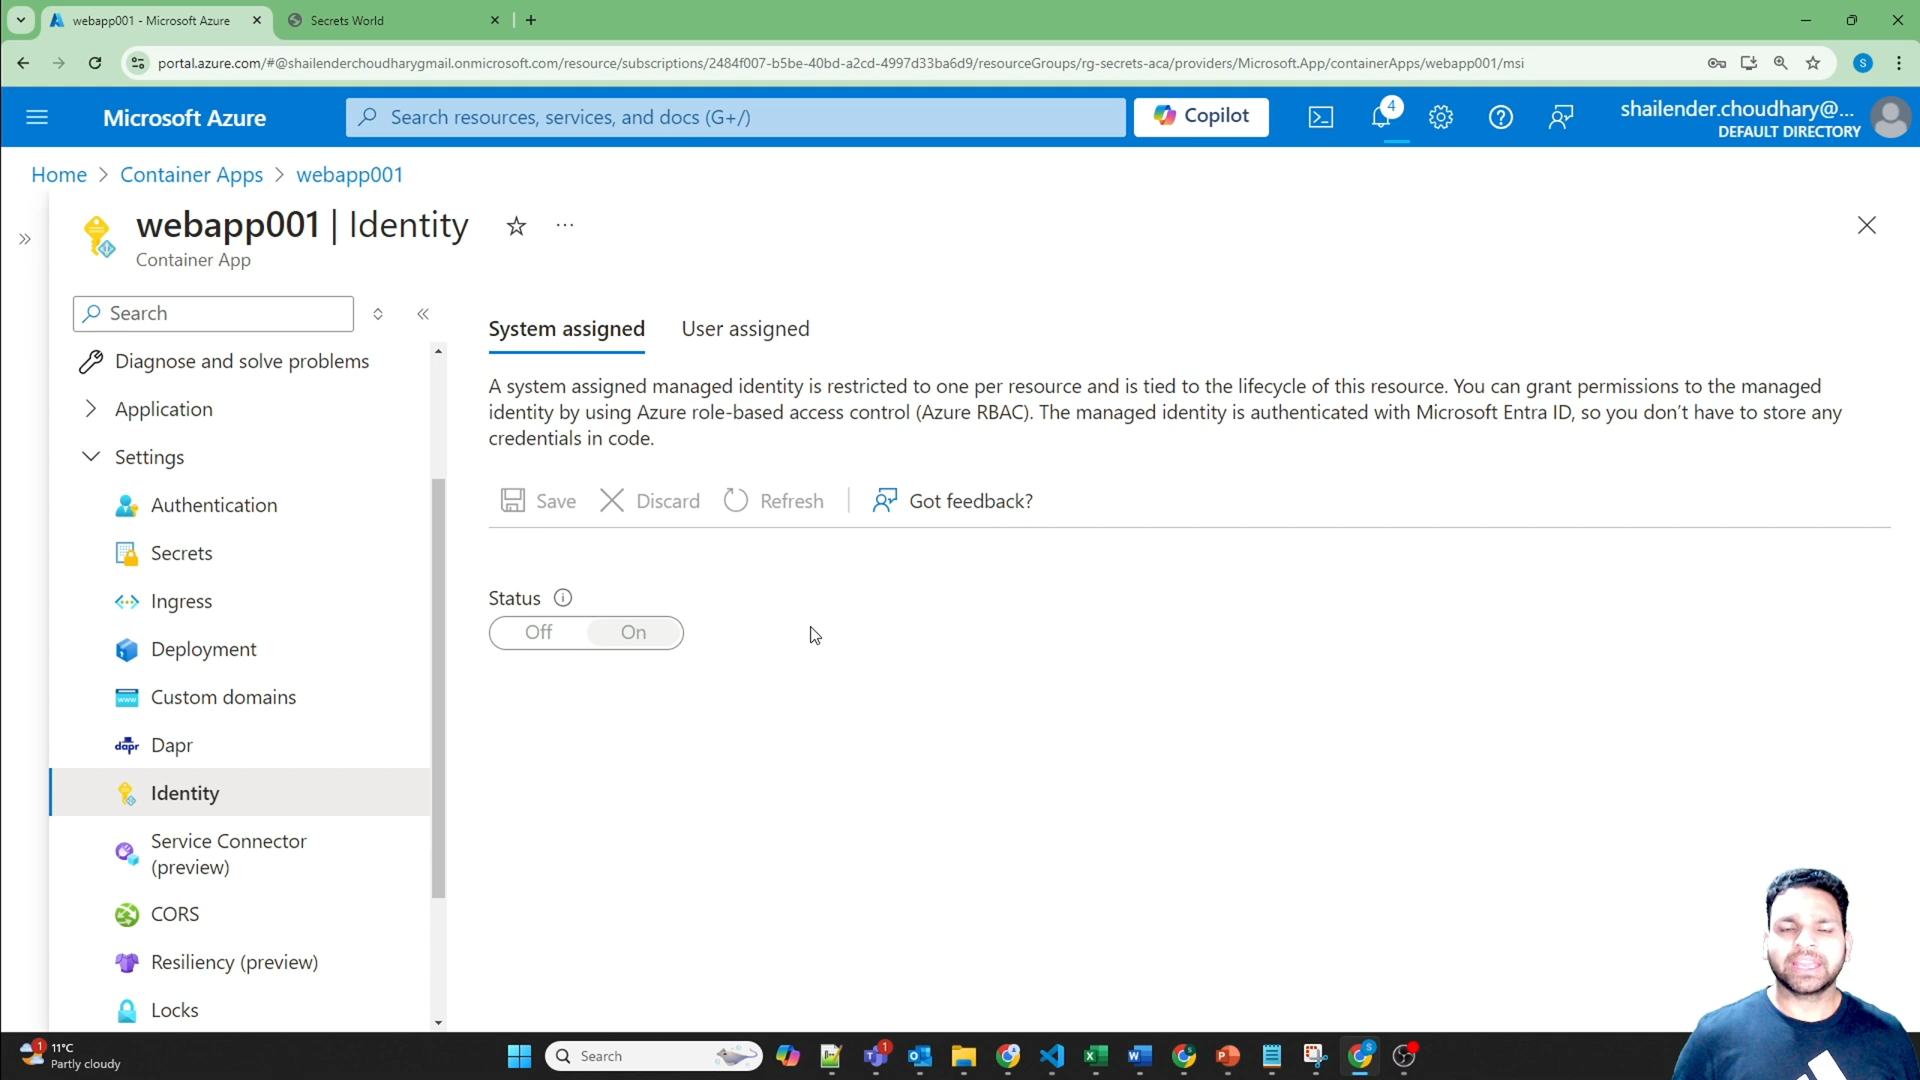 webapp001 - Microsoft Azure
Secrets World
portal.azure.com/#@shailenderchoudharygmail.onmicrosoft.com/resource/subscriptions/2484f007-b5be-40bd-a2cd-4997d33ba6d9/resourceGroups/rg-secrets-aca/providers/Microsoft.App/containerApps/webapp001/msi
S
Microsoft Azure
Search resources, services, and docs (G+/)
Copilot
4
shailender.choudhary@...
DEFAULT DIRECTORY
Home > Container Apps > webapp001
webapp001 | Identity
Container App
Search
Diagnose and solve problems
Application
Settings
Authentication
Secrets
Ingress
Deployment
Custom domains
dapr Dapr
Identity
Service Connector
(preview)
CORS
Resiliency (preview)
Locks
System assigned
User assigned
A system assigned managed identity is restricted to one per resource and is tied to the lifecycle of this resource. You can grant permissions to the managed
identity by using Azure role-based access control (Azure RBAC). The managed identity is authenticated with Microsoft Entra ID, so you don’t have to store any
credentials in code.
Save
Discard
Refresh
Got feedback?
Status
Off
On
1
11°C
Partly cloudy
Search
1